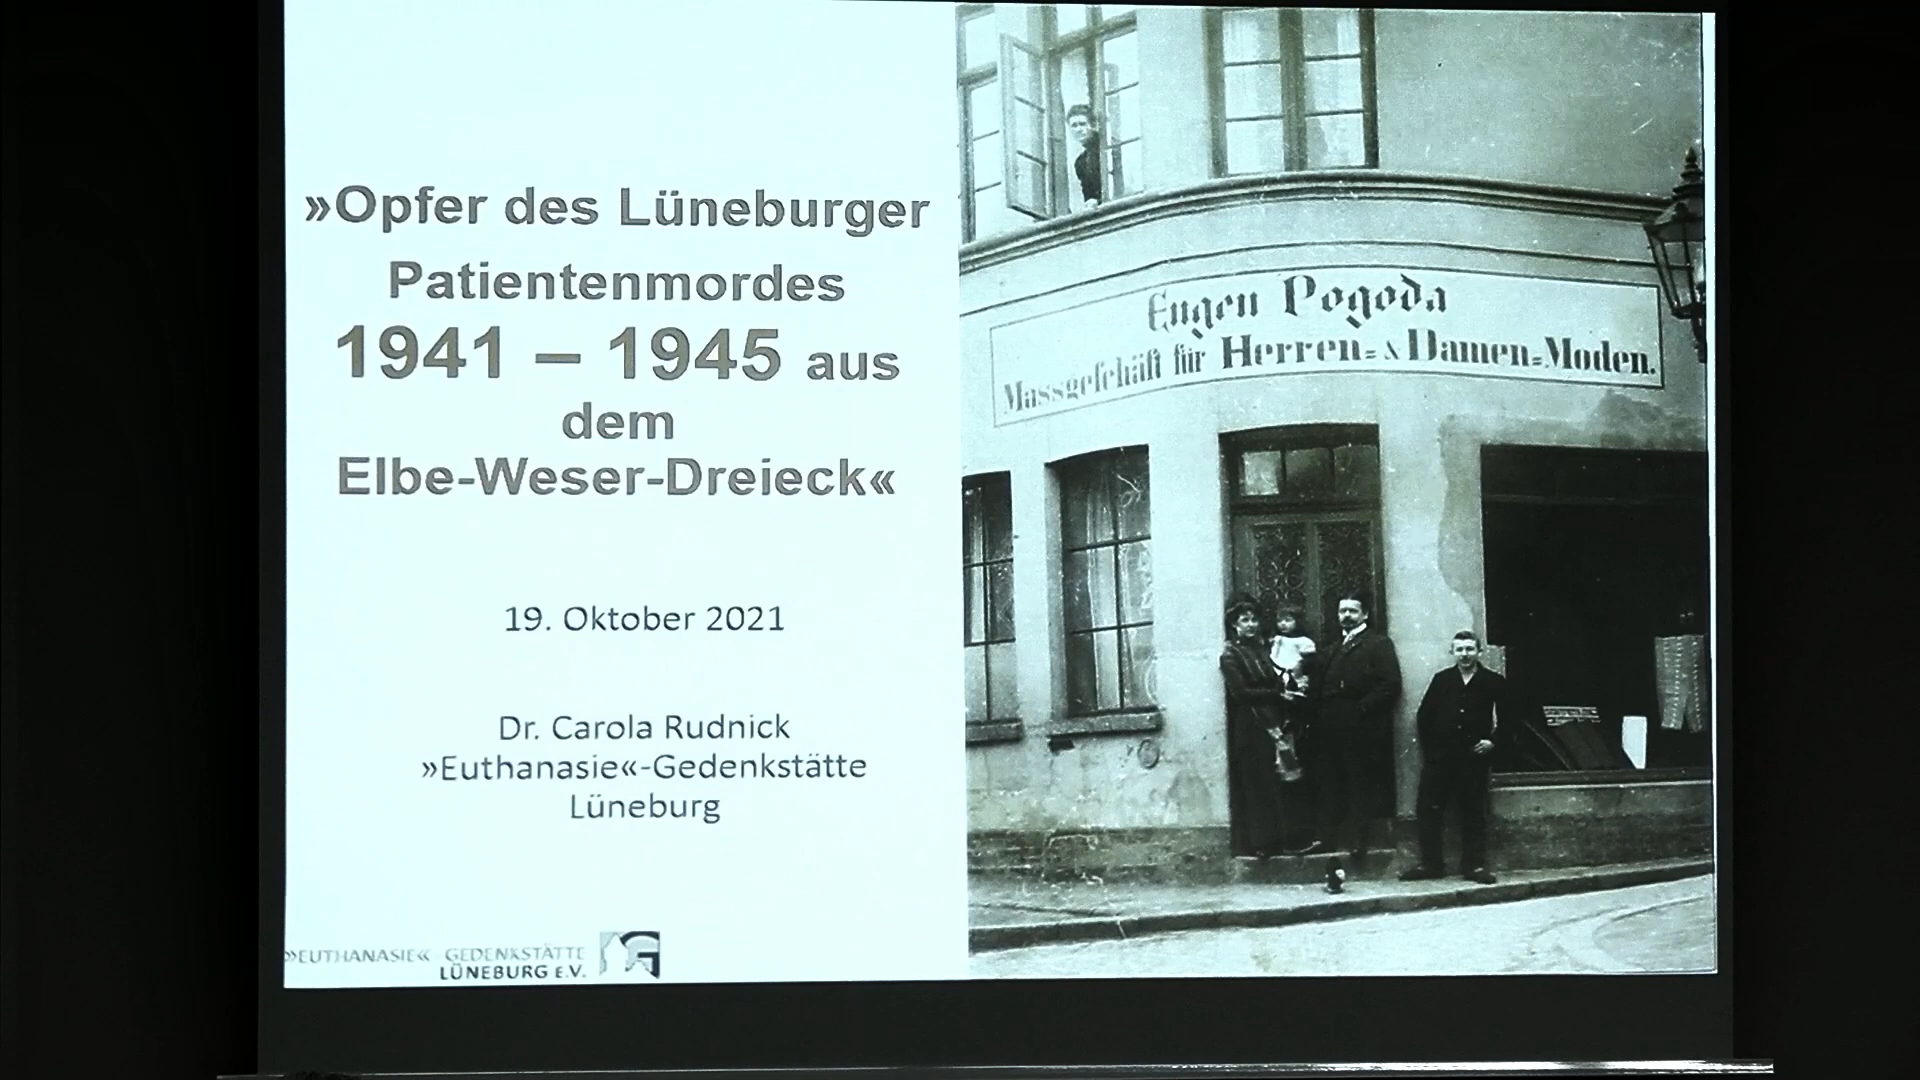 »Opfer des Lüneburger
Patientenmordes
1941 – 1945 aus
dem
Elbe-Weser-Dreieck«
19. Oktober 2021
Dr. Carola Rudnick
»Euthanasie«-Gedenkstätte
Lüneburg
»EUTHANASIE« GEDENKSTÄTTE
LÜNEBURG E.V.
Eugen Pogoda
Massgeschäft für Herren- & Damen-Moden.